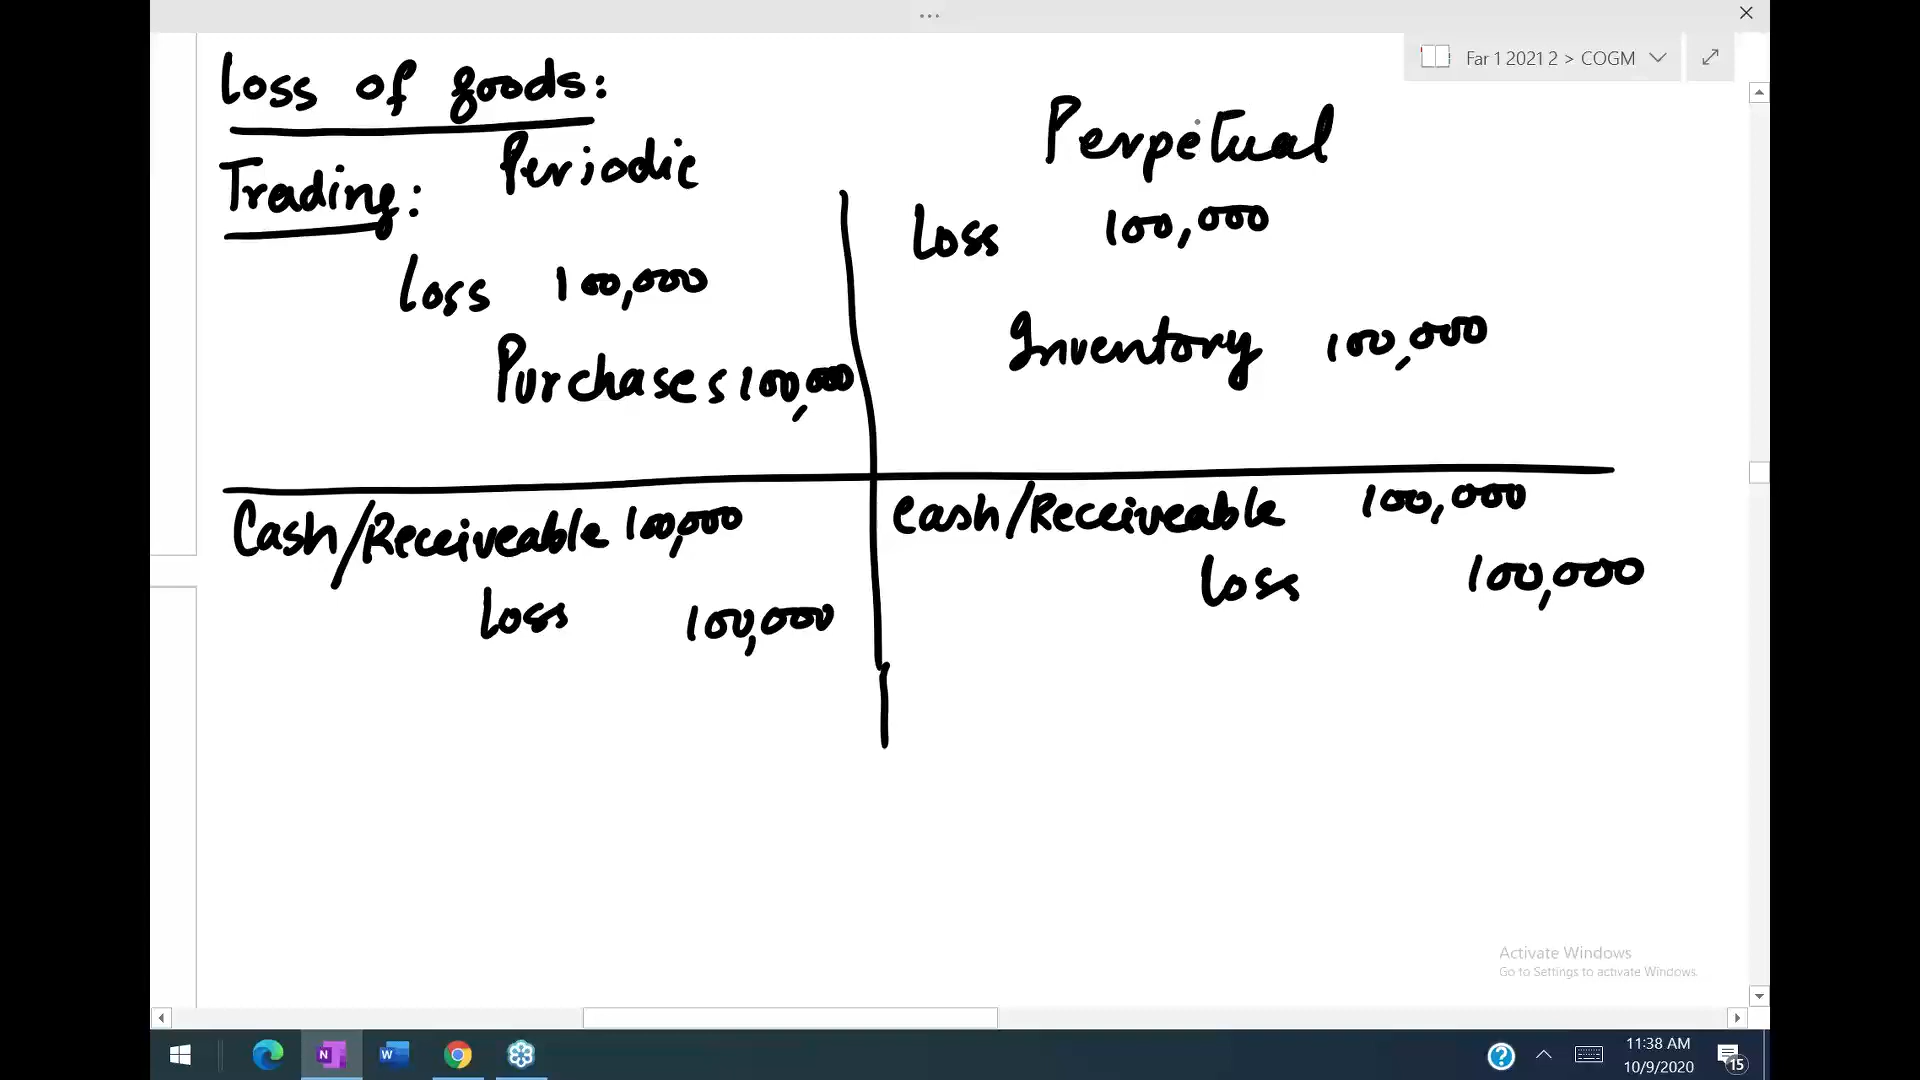 Far 1 2021 2 > COGM
Loss of goods:
Trading:
Periodic
Perpetual
Loss 100,000
Purchases 100,000
Loss 100,000
Inventory 100,000
Cash/Receiveable 100,000
Loss 100,000
Cash/Receiveable 100,000
Loss 100,000
Activate Windows
Go to Settings to activate Windows.
11:38 AM
10/9/2020
15